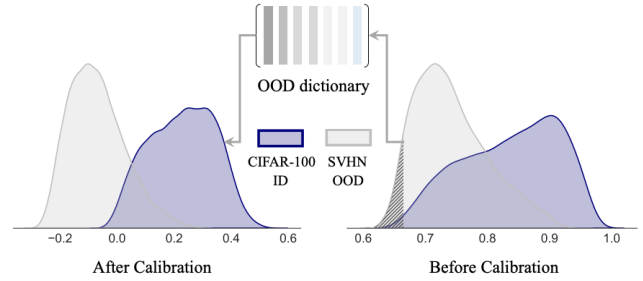 OOD dictionary
CIFAR-100
ID
SVHN
OOD
−0.2 0.0 0.2 0.4 0.6
After Calibration
0.6 0.7 0.8 0.9 1.0
Before Calibration